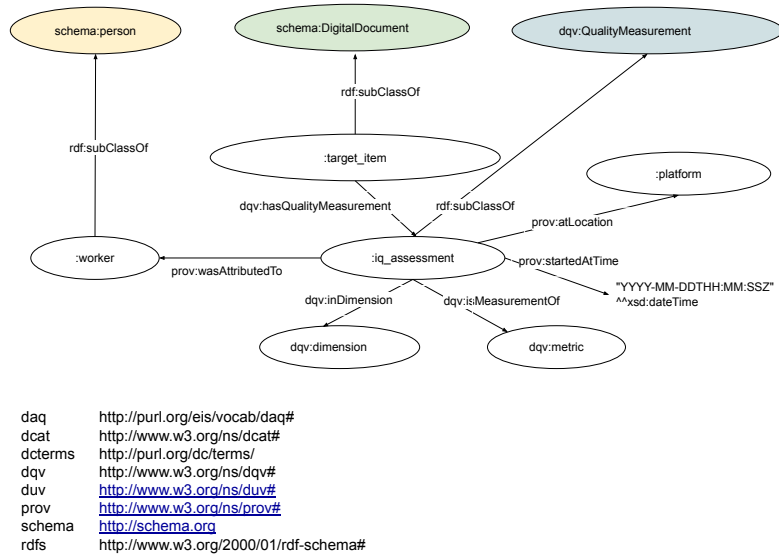 schema:person
schema:DigitalDocument
dqv:QualityMeasurement
rdf:subClassOf
rdf:subClassOf
:target_item
:platform
dqv:hasQualityMeasurement
rdf:subClassOf
prov:atLocation
:worker
prov:wasAttributedTo
:iq_assessment
prov:startedAtTime
"YYYY-MM-DDTHH:MM:SSZ"
^^xsd:dateTime
dqv:inDimension
dqv:isMeasurementOf
dqv:dimension
dqv:metric
daq http://purl.org/eis/vocab/daq#
dcat http://www.w3.org/ns/dcat#
dcterms http://purl.org/dc/terms/
dqv http://www.w3.org/ns/dqv#
duv http://www.w3.org/ns/duv#
prov http://www.w3.org/ns/prov#
schema http://schema.org
rdfs http://www.w3.org/2000/01/rdf-schema#